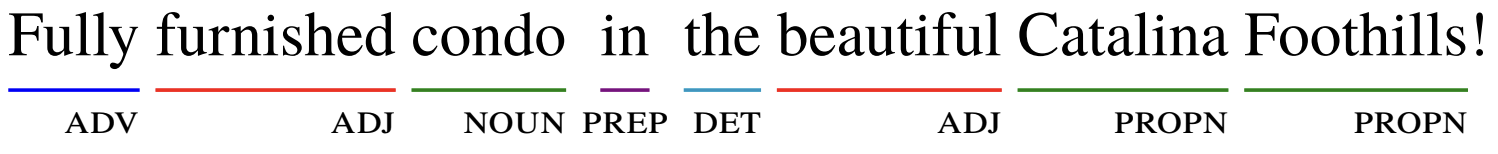 Fully furnished condo in the beautiful Catalina Foothills!
ADV ADJ NOUN PREP DET ADJ PROPN PROPN